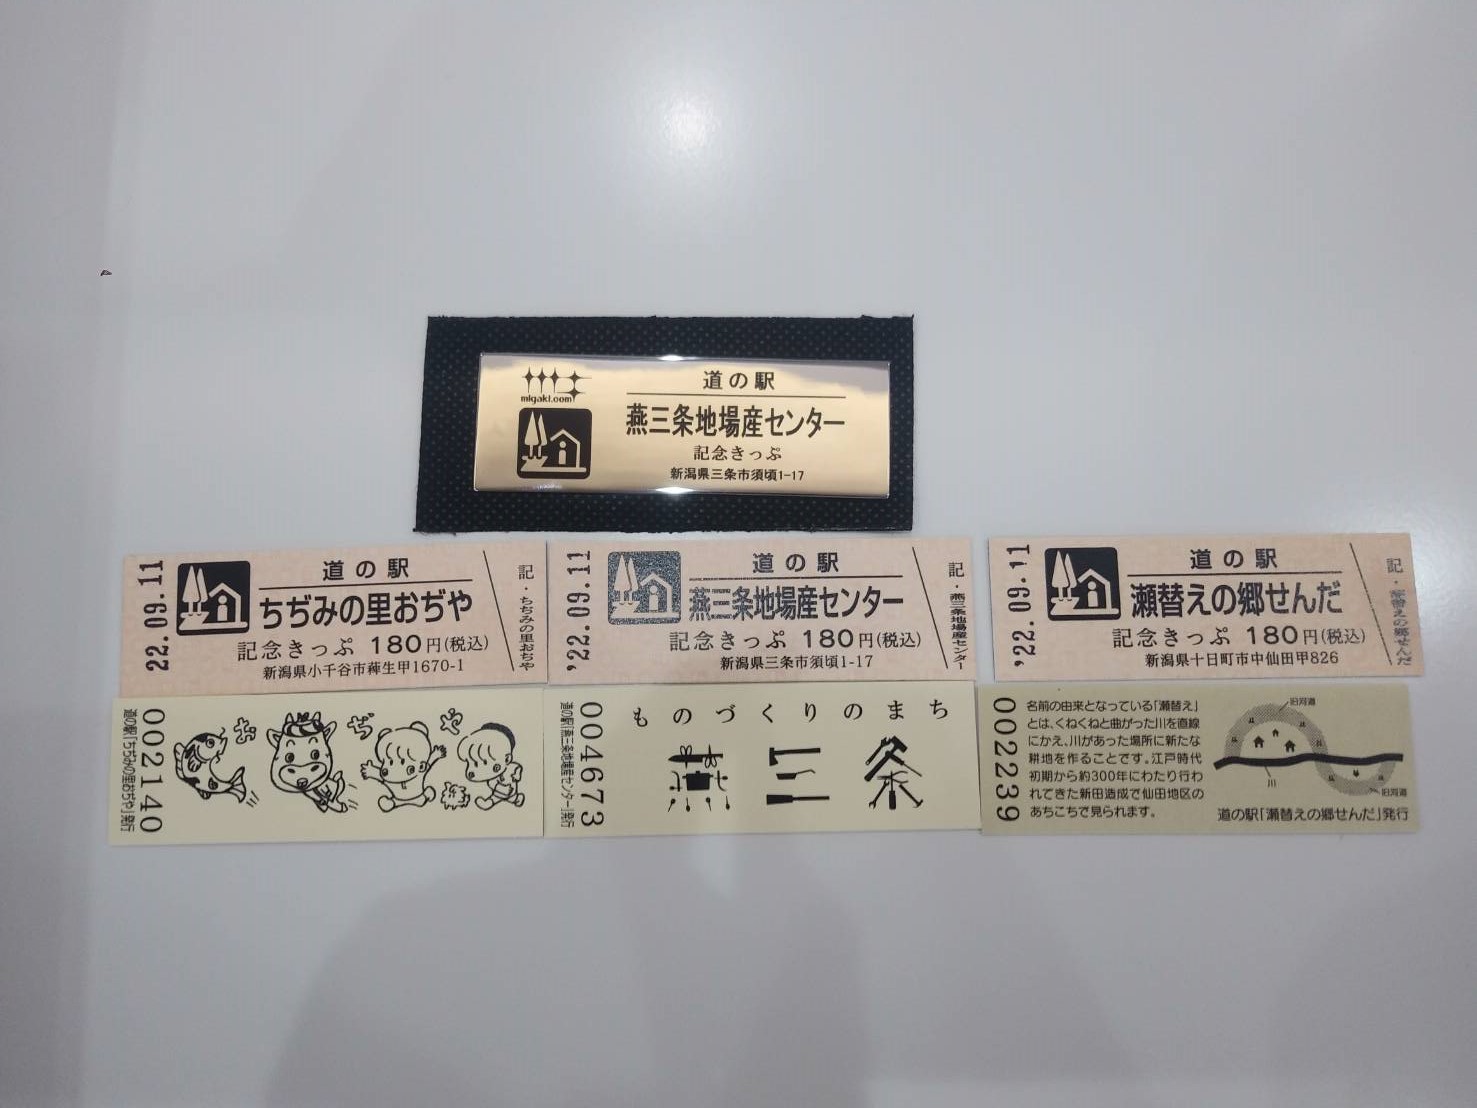 migaki.com
道の駅
燕三条地場産センター
記念きっぷ
新潟県三条市須頃1-17
22.09.11
道の駅
ちぢみの里おぢや
記念きっぷ 180円(税込)
新潟県小千谷市薭生甲1670-1
記・ちぢみの里おぢや
'22.09.11
道の駅
燕三条地場産センター
記念きっぷ 180円(税込)
新潟県三条市須頃1-17
記・燕三条地場産センター
'22.09.11
道の駅
瀬替えの郷せんだ
記念きっぷ 180円(税込)
新潟県十日町市中仙田甲826
記・瀬替えの郷せんだ
道の駅「ちぢみの里おぢや」発行
002140
お ぢ や
道の駅「燕三条地場産センター」発行
004673
ものづくりのまち
燕三条
002239
名前の由来となっている「瀬替え」
とは、くねくねと曲がった川を直線
にかえ、川があった場所に新たな
耕地を作ることです。江戸時代
初期から約300年にわたり行わ
れてきた新田造成で仙田地区の
あちこちで見られます。
旧河道
川
旧河道
道の駅「瀬替えの郷せんだ」発行